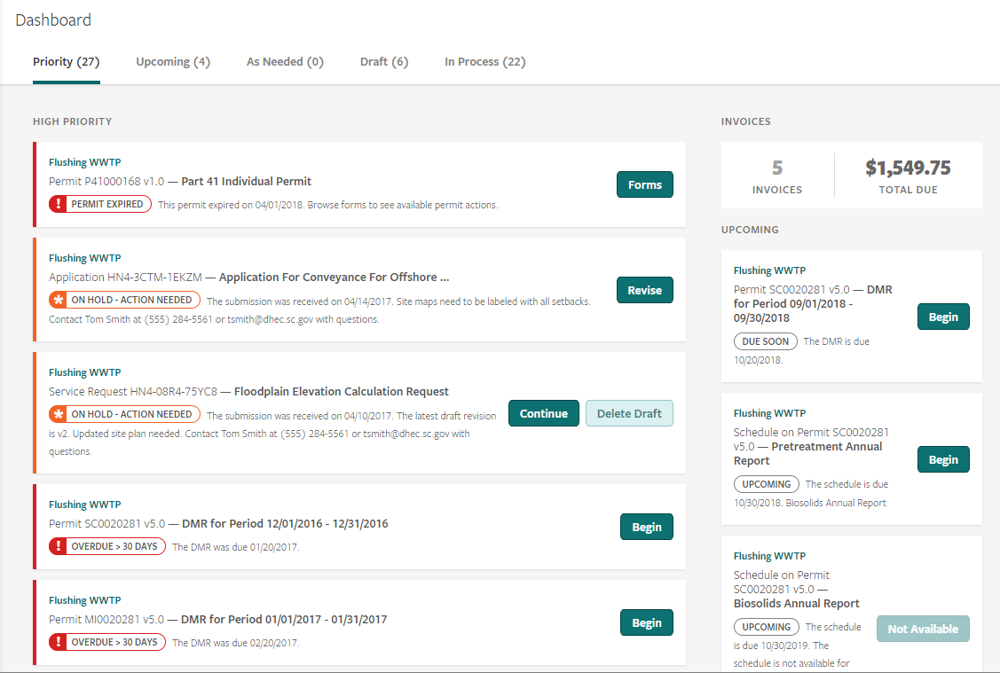 Dashboard
Priority (27)
Upcoming (4)
As Needed (0)
Draft (6)
In Process (22)
HIGH PRIORITY
Flushing WWTP
Permit P41000168 v1.0 — Part 41 Individual Permit
! PERMIT EXPIRED This permit expired on 04/01/2018. Browse forms to see available permit actions.
Forms
Flushing WWTP
Application HN4-3CTM-1EKZM — Application For Conveyance For Offshore ...
* ON HOLD - ACTION NEEDED The submission was received on 04/14/2017. Site maps need to be labeled with all setbacks.
Contact Tom Smith at (555) 284-5561 or tsmith@dhec.sc.gov with questions.
Revise
Flushing WWTP
Service Request HN4-08R4-75YC8 — Floodplain Elevation Calculation Request
* ON HOLD - ACTION NEEDED The submission was received on 04/10/2017. The latest draft revision
is v2. Updated site plan needed. Contact Tom Smith at (555) 284-5561 or tsmith@dhec.sc.gov with
questions.
Continue
Delete Draft
Flushing WWTP
Permit SC0020281 v5.0 — DMR for Period 12/01/2016 - 12/31/2016
! OVERDUE > 30 DAYS The DMR was due 01/20/2017.
Begin
Flushing WWTP
Permit MI0020281 v5.0 — DMR for Period 01/01/2017 - 01/31/2017
! OVERDUE > 30 DAYS The DMR was due 02/20/2017.
Begin
INVOICES
5
INVOICES
$1,549.75
TOTAL DUE
UPCOMING
Flushing WWTP
Permit SC0020281 v5.0 — DMR
for Period 09/01/2018 -
09/30/2018
DUE SOON The DMR is due
10/20/2018.
Begin
Flushing WWTP
Schedule on Permit SC0020281
v5.0 — Pretreatment Annual
Report
UPCOMING The schedule is due
10/30/2018. Biosolids Annual Report
Begin
Flushing WWTP
Schedule on Permit
SC0020281 v5.0 —
Biosolids Annual Report
UPCOMING The schedule
is due 10/30/2019. The
schedule is not available for
Not Available